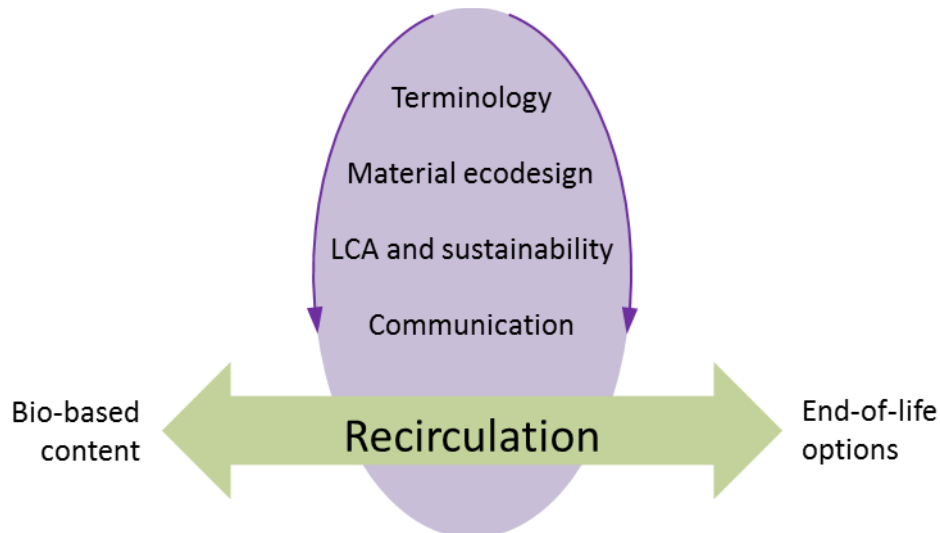 Terminology
Material ecodesign
LCA and sustainability
Communication
Bio-based
content
Recirculation
End-of-life
options